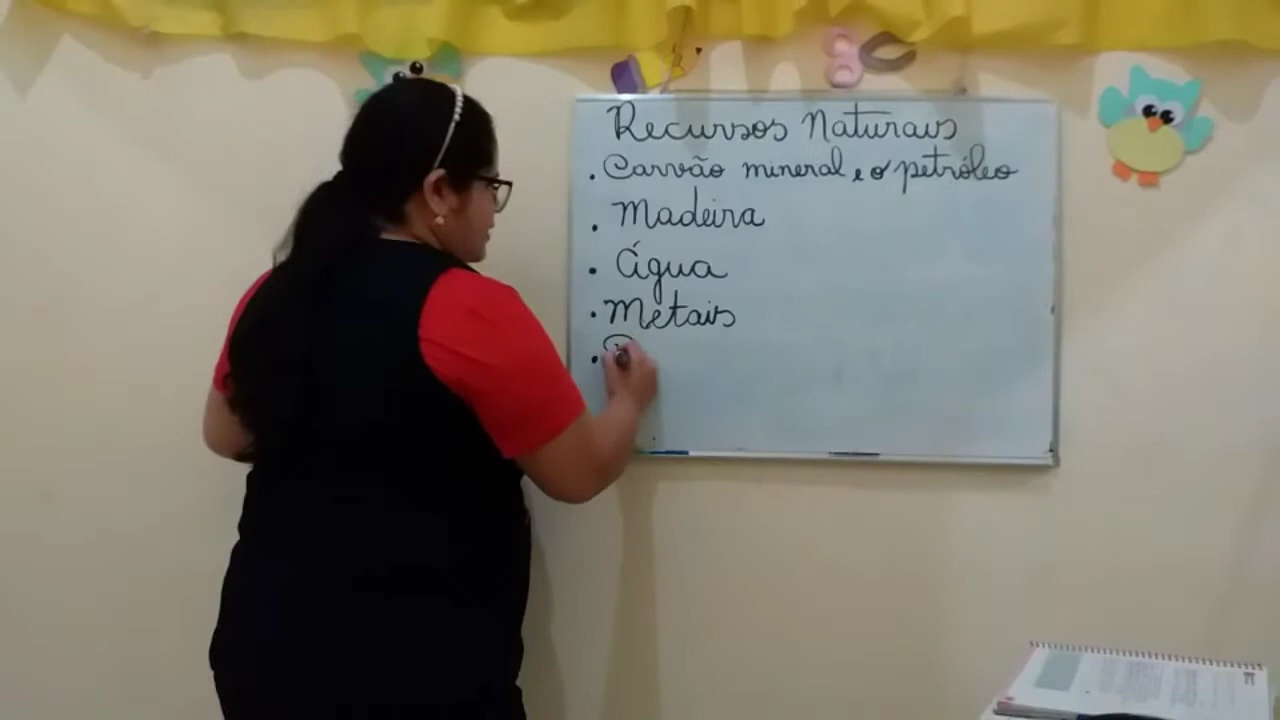 Recursos Naturais
. Carvão mineral e o petróleo
. Madeira
. Água
. Metais
.